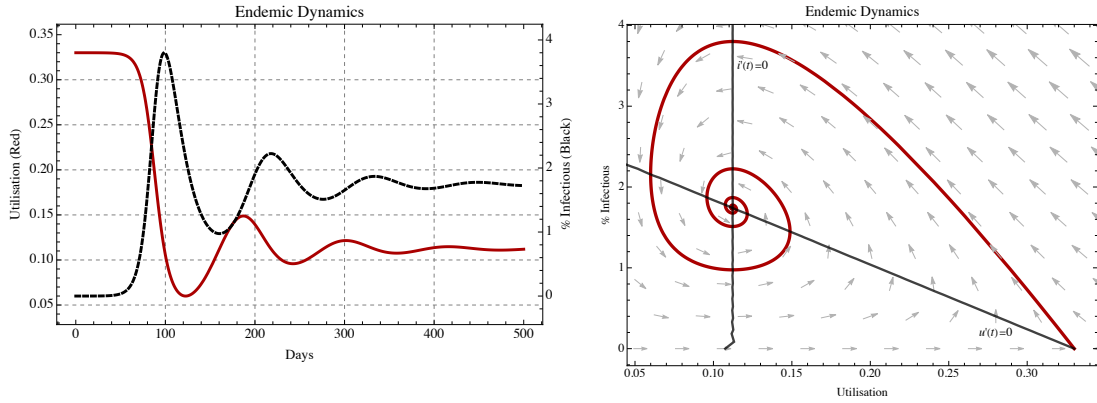 Endemic Dynamics
0.35
0.30
0.25
0.20
0.15
0.10
0.05
Utilisation (Red)
4
3
2
1
0
% Infectious (Black)
0 100 200 300 400 500
Days
Endemic Dynamics
4
3
2
1
0
% Infectious
i'(t)=0
u'(t)=0
0.05 0.10 0.15 0.20 0.25 0.30
Utilisation